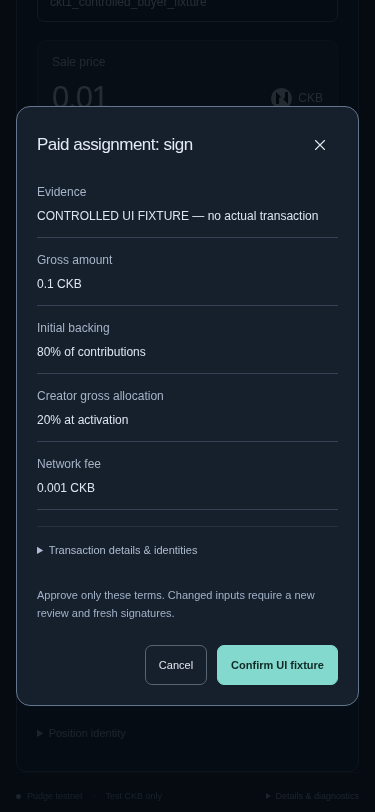 ckt1_controlled_buyer_fixture
Sale price
0.01
CKB
Paid assignment: sign
Evidence
CONTROLLED UI FIXTURE — no actual transaction
Gross amount
0.1 CKB
Initial backing
80% of contributions
Creator gross allocation
20% at activation
Network fee
0.001 CKB
Transaction details & identities
Approve only these terms. Changed inputs require a new
review and fresh signatures.
Cancel
Confirm UI fixture
Position identity
Pudge testnet
Test CKB only
Details & diagnostics